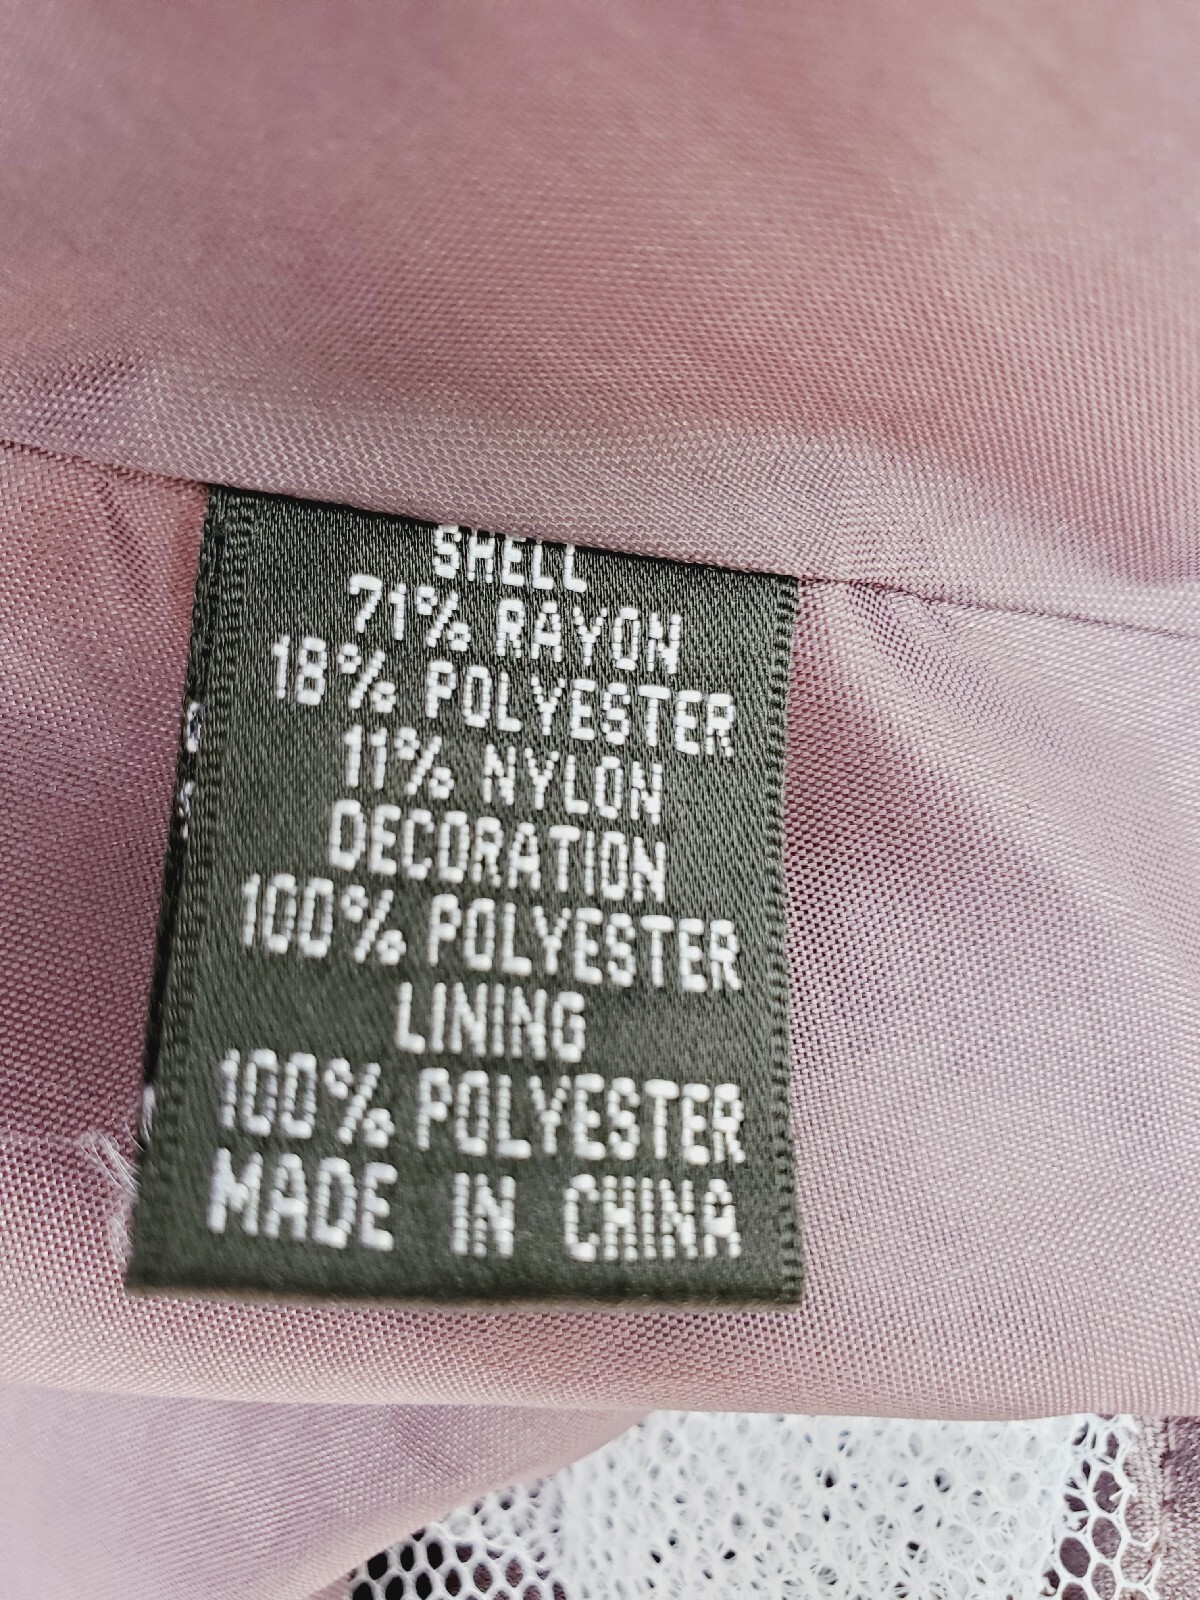 SHELL
71% RAYON
18% POLYESTER
11% NYLON
DECORATION
100% POLYESTER
LINING
100% POLYESTER
MADE IN CHINA